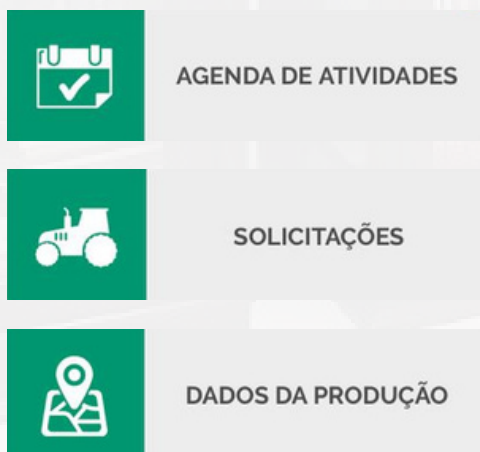 AGENDA DE ATIVIDADES
SOLICITAÇÕES
DADOS DA PRODUÇÃO